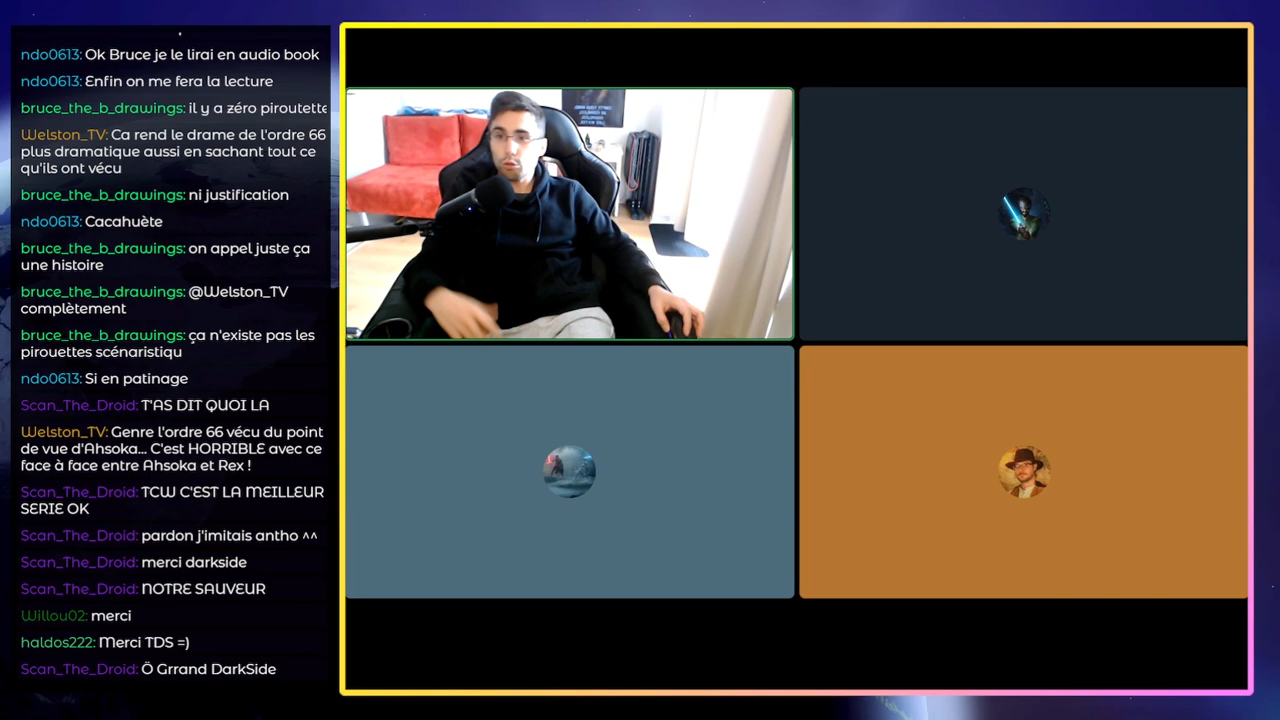 ndo0613: Ok Bruce je le lirai en audio book
ndo0613: Enfin on me fera la lecture
bruce_the_b_drawings: il y a zéro piroutette
Welston_TV: Ca rend le drame de l'ordre 66
plus dramatique aussi en sachant tout ce
qu'ils ont vécu
bruce_the_b_drawings: ni justification
ndo0613: Cacahuète
bruce_the_b_drawings: on appel juste ça
une histoire
bruce_the_b_drawings: @Welston_TV
complètement
bruce_the_b_drawings: ça n'existe pas les
pirouettes scénaristiqu
ndo0613: Si en patinage
Scan_The_Droid: T'AS DIT QUOI LA
Welston_TV: Genre l'ordre 66 vécu du point
de vue d'Ahsoka... C'est HORRIBLE avec ce
face à face entre Ahsoka et Rex !
Scan_The_Droid: TCW C'EST LA MEILLEUR
SERIE OK
Scan_The_Droid: pardon j'imitais antho ^^
Scan_The_Droid: merci darkside
Scan_The_Droid: NOTRE SAUVEUR
Willou02: merci
haldos222: Merci TDS =)
Scan_The_Droid: Ö Grrand DarkSide